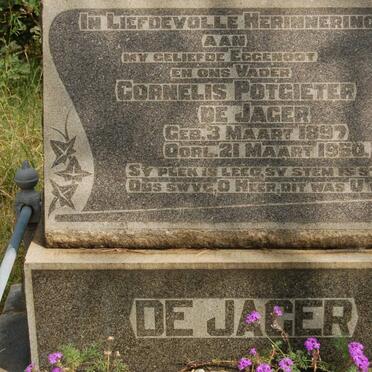 IN LIEFDEVOLLE HERINNERING
AAN
MY GELIEFDE EGGENOOT
EN ONS VADER
CORNELIS POTGIETER
DE JAGER
GEB. 3 MAART 1897
OORL. 21 MAART 1950.
SY PLEK IS LEEG, SY STEM IS S
ONS SWYG, O HEER, DIT WAS U
DE JAGER